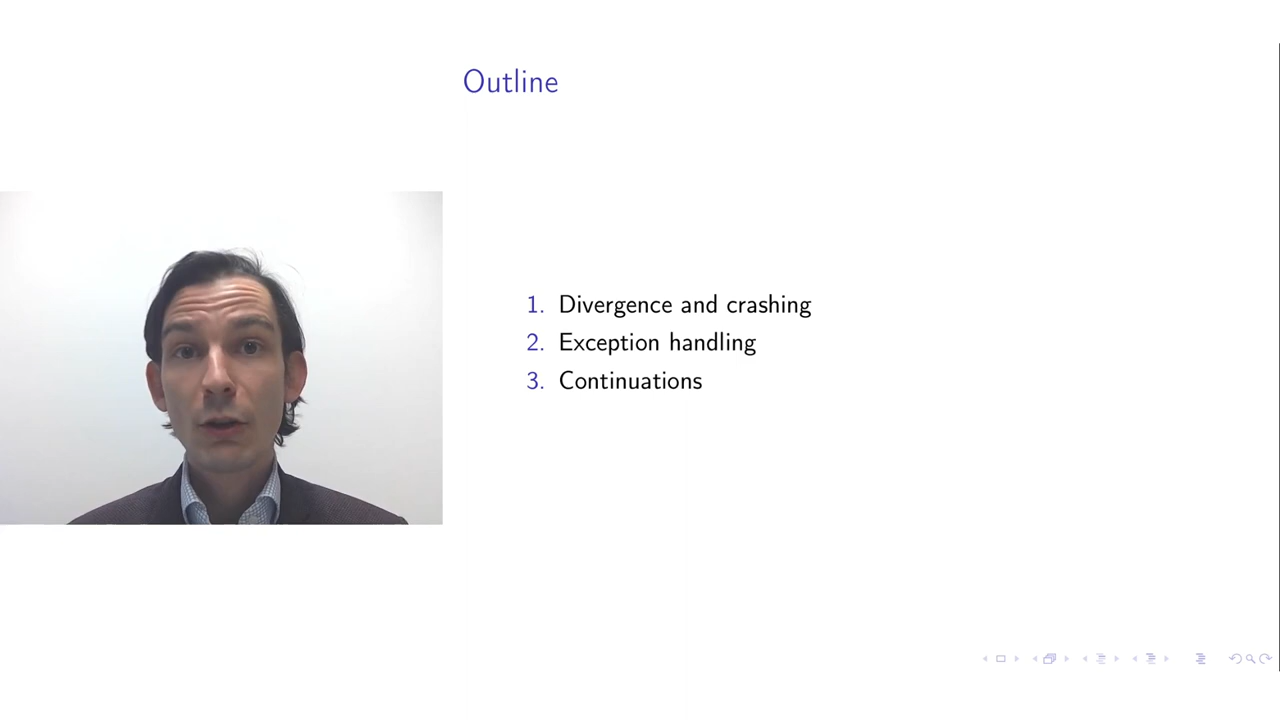 Outline
1. Divergence and crashing
2. Exception handling
3. Continuations